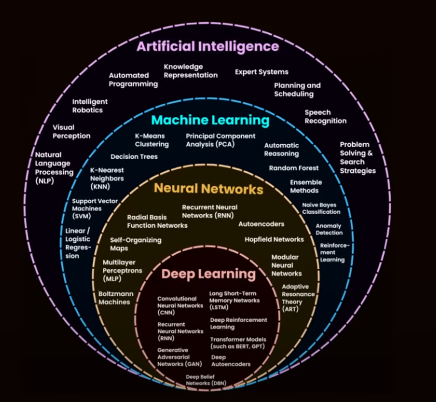 Artificial Intelligence
Knowledge
Representation
Expert Systems
Automated
Programming
Planning and
Scheduling
Intelligent
Robotics
Speech
Recognition
Visual
Perception
Problem
Solving &
Search
Strategies
Natural
Language
Processing
(NLP)
Machine Learning
K-Means
Clustering
Principal Component
Analysis (PCA)
Automatic
Reasoning
Decision Trees
Random Forest
K-Nearest
Neighbors
(KNN)
Ensemble
Methods
Support Vector
Machines
(SVM)
Naive Bayes
Classification
Anomaly
Detection
Linear /
Logistic
Regres-
sion
Reinforce-
ment
Learning
Neural Networks
Recurrent Neural
Networks (RNN)
Radial Basis
Function Networks
Autoencoders
Self-Organizing
Maps
Hopfield Networks
Multilayer
Perceptrons
(MLP)
Modular
Neural
Networks
Boltzmann
Machines
Adaptive
Resonance
Theory
(ART)
Deep Learning
Convolutional
Neural Networks
(CNN)
Long Short-Term
Memory Networks
(LSTM)
Recurrent
Neural Networks
(RNN)
Deep Reinforcement
Learning
Transformer Models
(such as BERT, GPT)
Generative
Adversarial
Networks (GAN)
Deep
Autoencoders
Deep Belief
Networks (DBN)